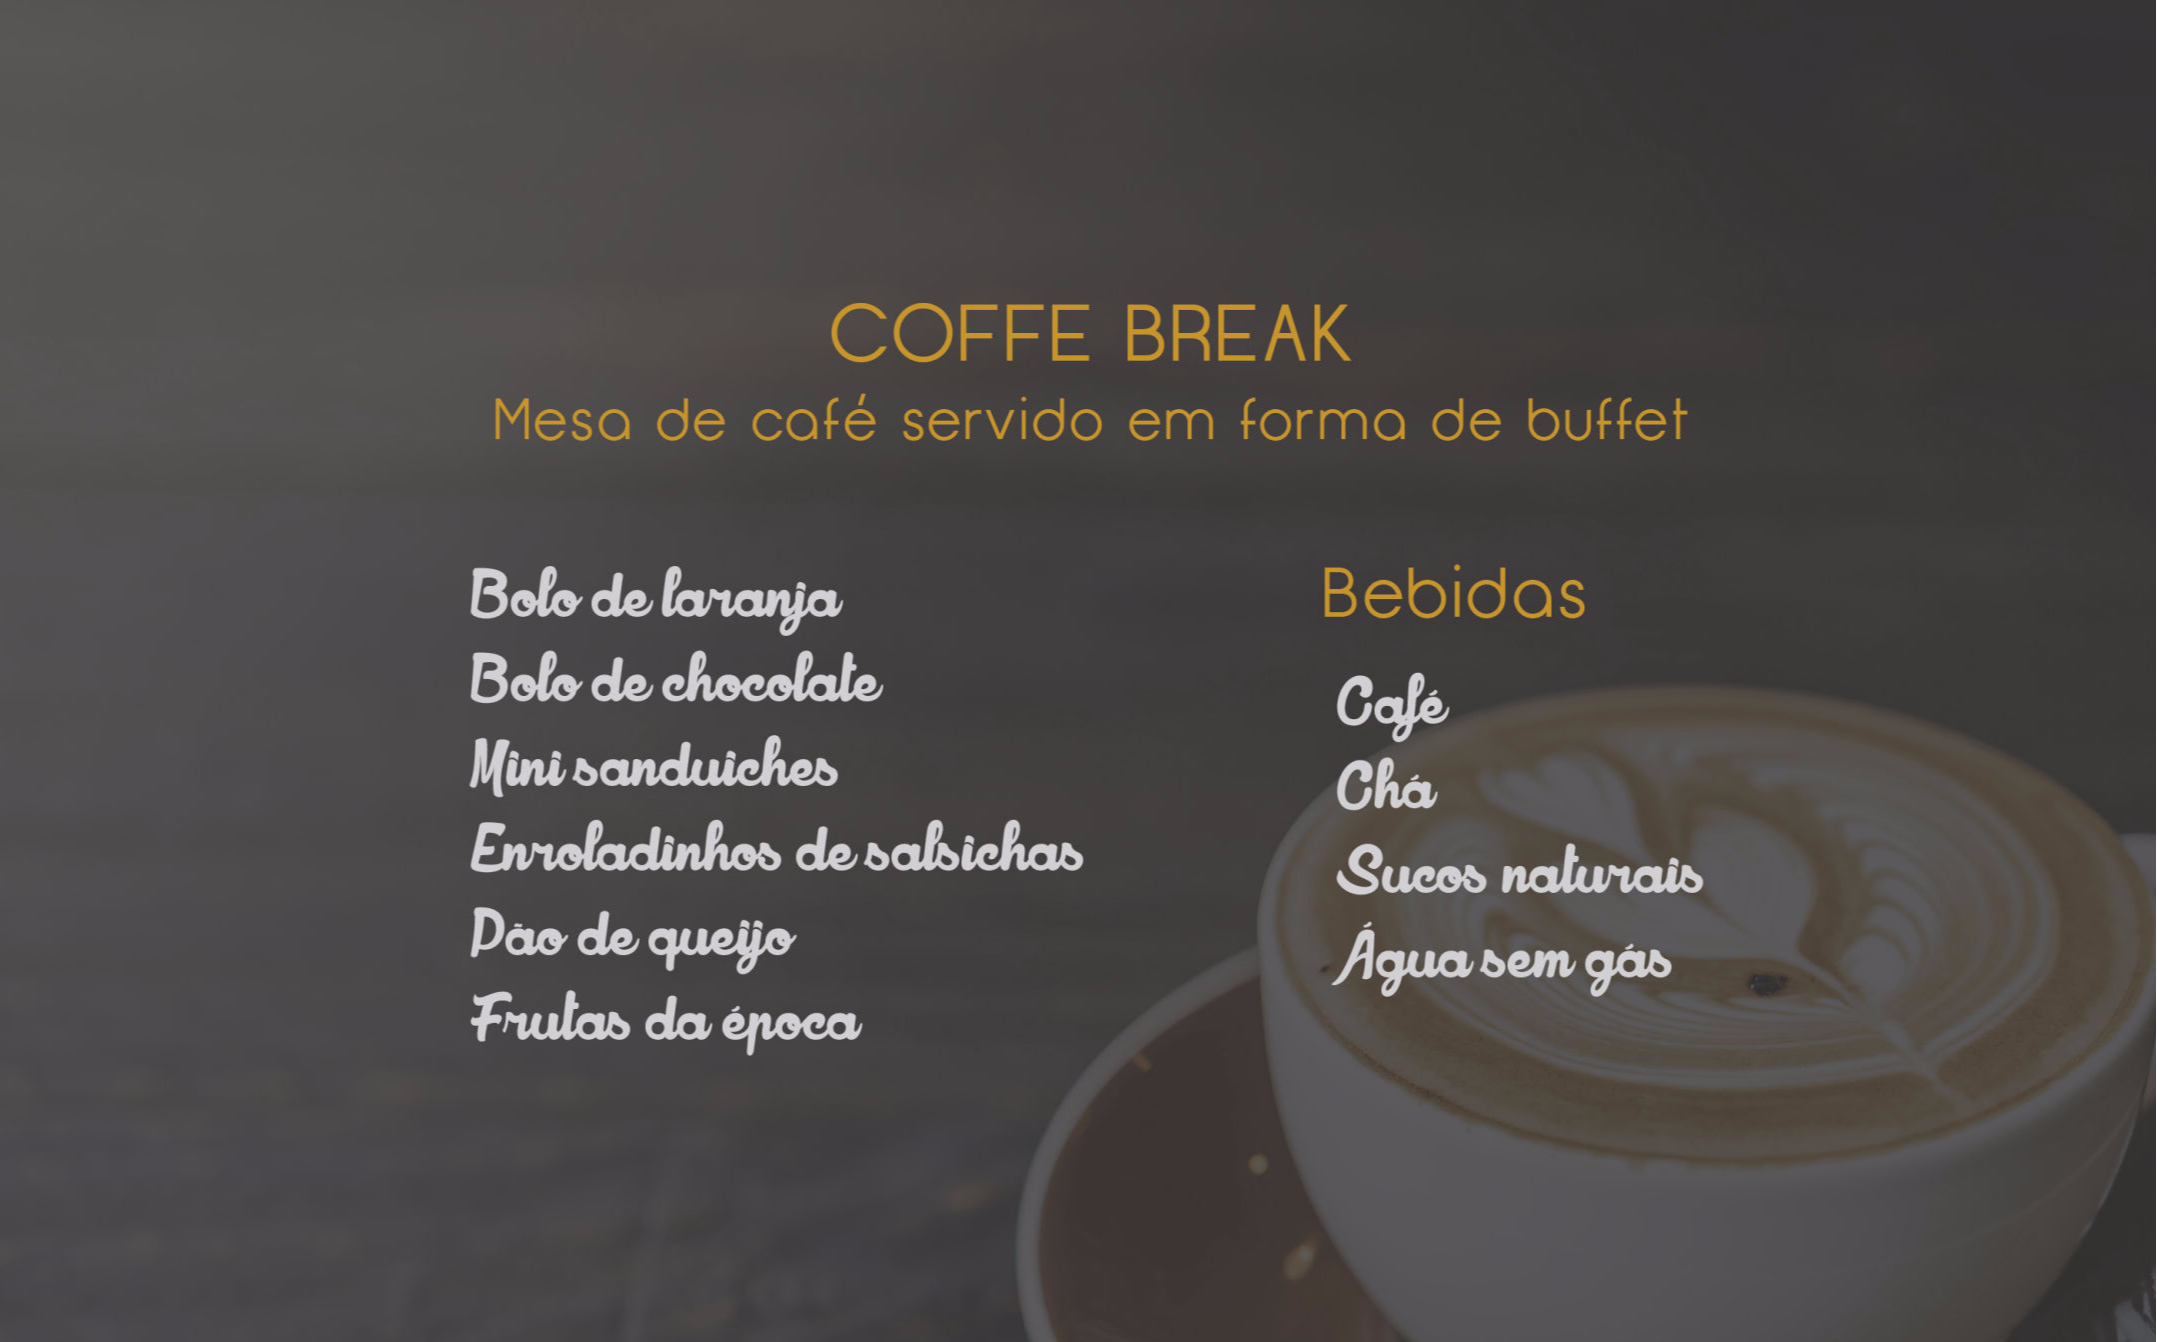 COFFE BREAK
Mesa de café servido em forma de buffet
Bolo de laranja
Bolo de chocolate
Mini sanduiches
Enroladinhos de salsichas
Pão de queijo
Frutas da época
Bebidas
Café
Chá
Sucos naturais
Água sem gás